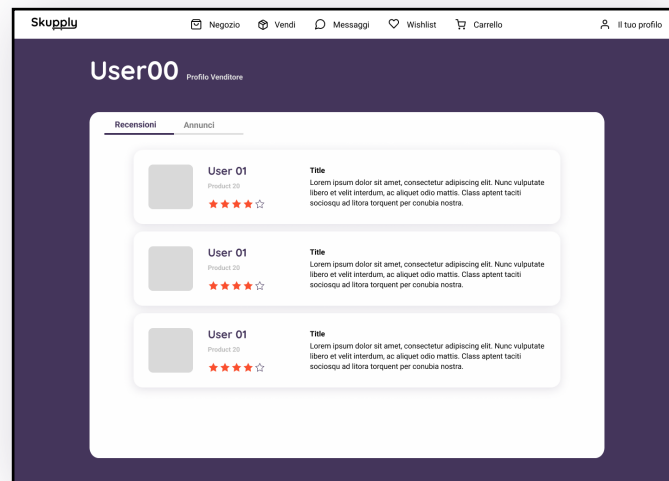 Skupply
Negozio
Vendi
Messaggi
Wishlist
Carrello
Il tuo profilo
User00 Profilo Venditore
Recensioni
Annunci
User 01
Product 20
Title
Lorem ipsum dolor sit amet, consectetur adipiscing elit. Nunc vulputate
libero et velit interdum, ac aliquet odio mattis. Class aptent taciti
sociosqu ad litora torquent per conubia nostra.
User 01
Product 20
Title
Lorem ipsum dolor sit amet, consectetur adipiscing elit. Nunc vulputate
libero et velit interdum, ac aliquet odio mattis. Class aptent taciti
sociosqu ad litora torquent per conubia nostra.
User 01
Product 20
Title
Lorem ipsum dolor sit amet, consectetur adipiscing elit. Nunc vulputate
libero et velit interdum, ac aliquet odio mattis. Class aptent taciti
sociosqu ad litora torquent per conubia nostra.